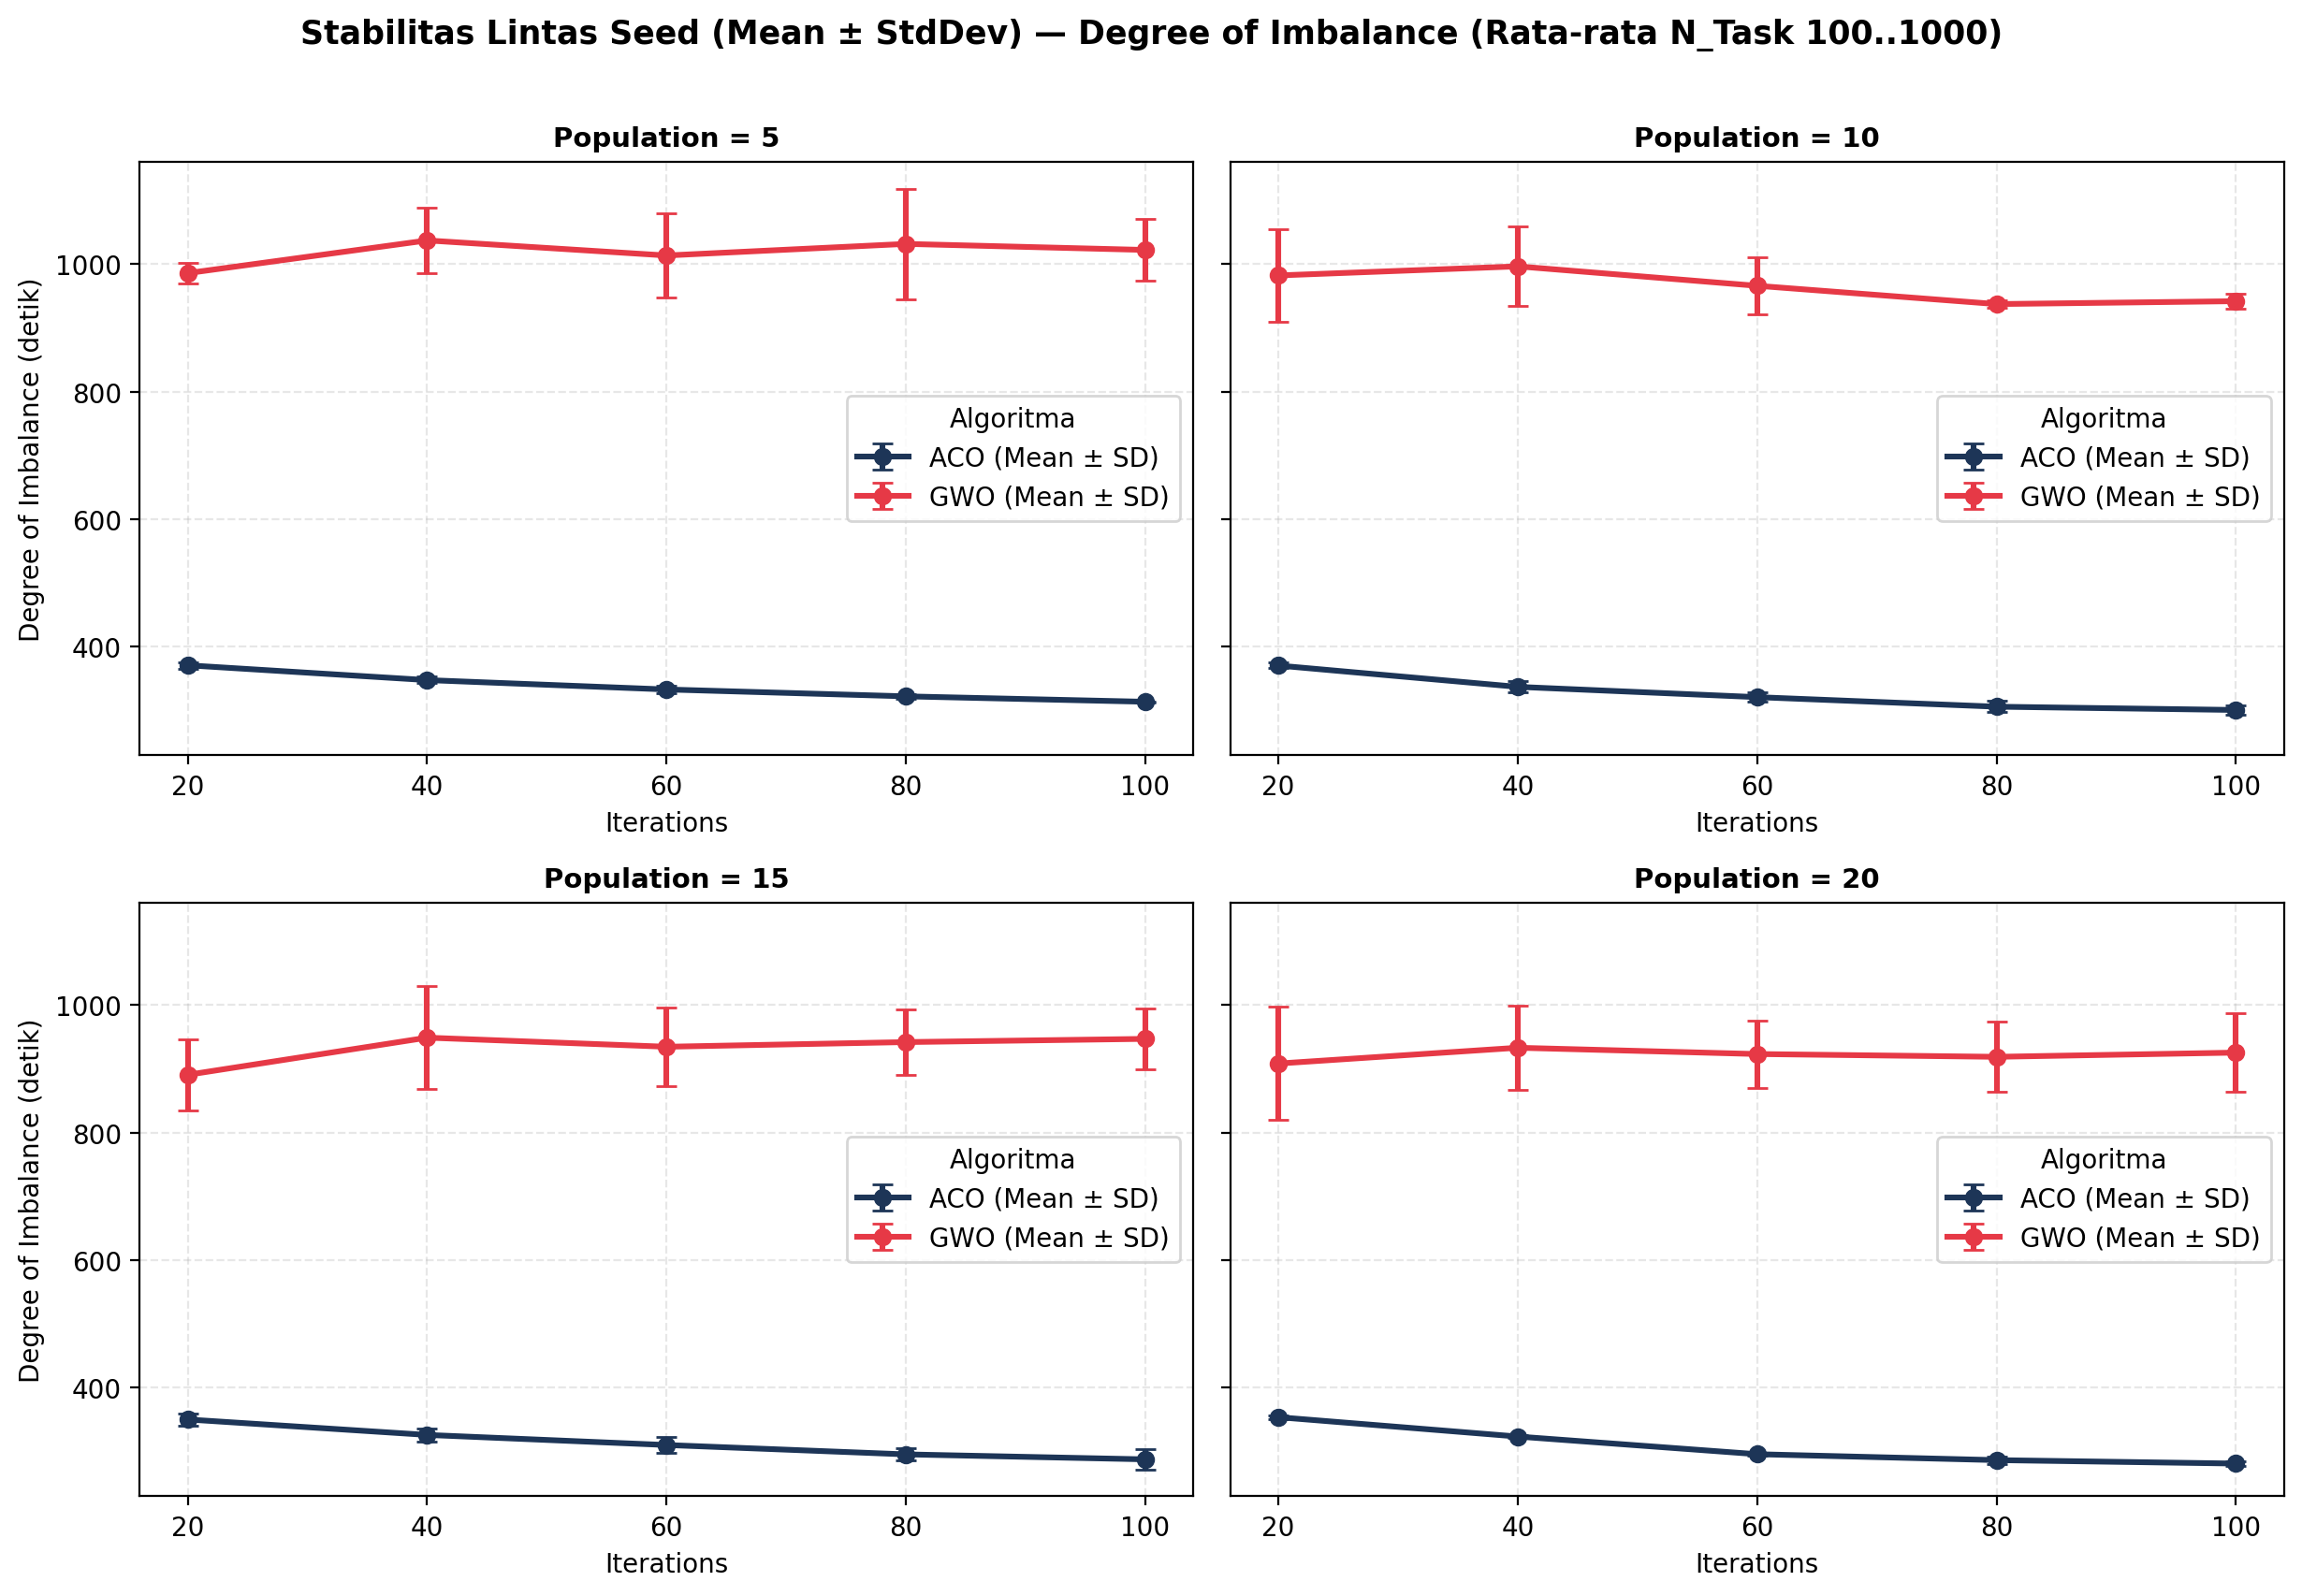 Stabilitas Lintas Seed (Mean ± StdDev) — Degree of Imbalance (Rata-rata N_Task 100..1000)
Population = 5
Degree of Imbalance (detik)
1000
800
600
400
Algoritma
ACO (Mean ± SD)
GWO (Mean ± SD)
20 40 60 80 100
Iterations
Population = 10
Algoritma
ACO (Mean ± SD)
GWO (Mean ± SD)
20 40 60 80 100
Iterations
Population = 15
Degree of Imbalance (detik)
1000
800
600
400
Algoritma
ACO (Mean ± SD)
GWO (Mean ± SD)
20 40 60 80 100
Iterations
Population = 20
Algoritma
ACO (Mean ± SD)
GWO (Mean ± SD)
20 40 60 80 100
Iterations